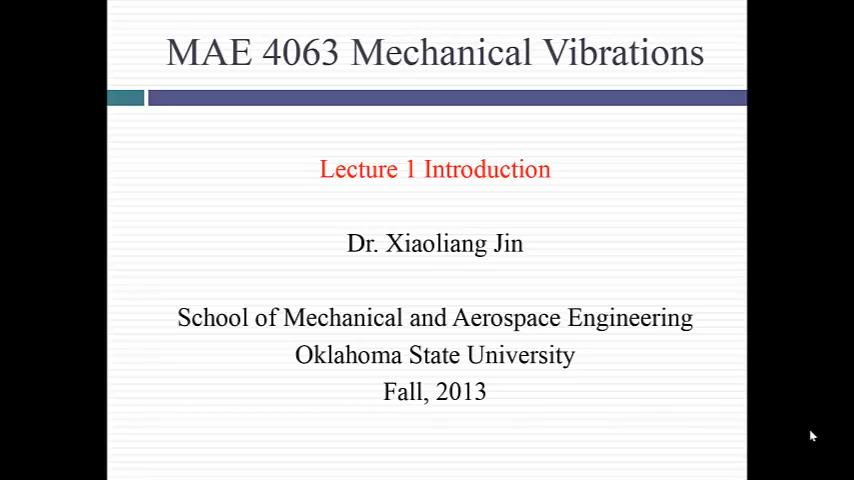 MAE 4063 Mechanical Vibrations
Lecture 1 Introduction
Dr. Xiaoliang Jin
School of Mechanical and Aerospace Engineering
Oklahoma State University
Fall, 2013